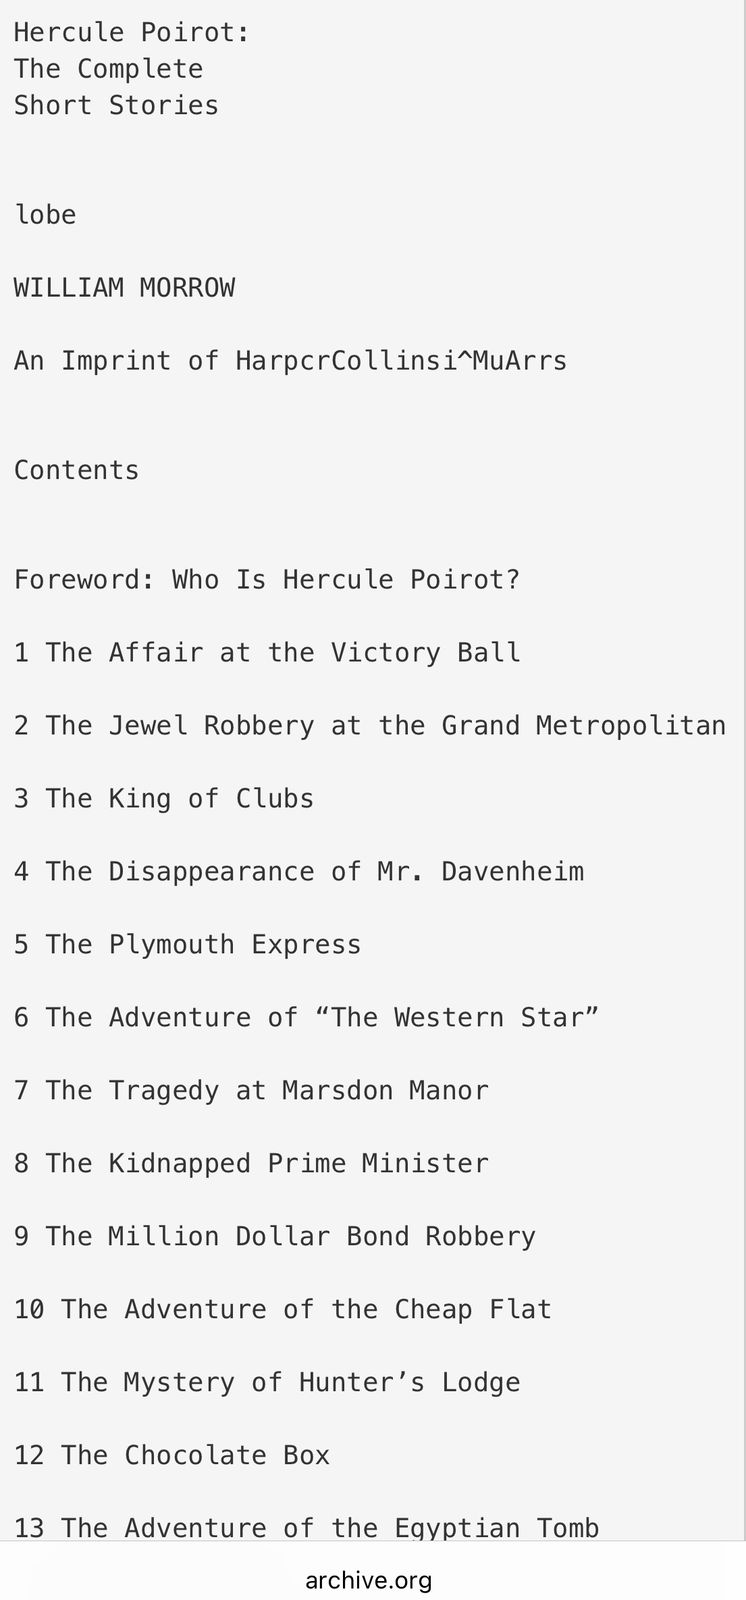 Hercule Poirot:
The Complete
Short Stories
lobe
WILLIAM MORROW
An Imprint of HarpcrCollinsi^MuArrs
Contents
Foreword: Who Is Hercule Poirot?
1 The Affair at the Victory Ball
2 The Jewel Robbery at the Grand Metropolitan
3 The King of Clubs
4 The Disappearance of Mr. Davenheim
5 The Plymouth Express
6 The Adventure of “The Western Star”
7 The Tragedy at Marsdon Manor
8 The Kidnapped Prime Minister
9 The Million Dollar Bond Robbery
10 The Adventure of the Cheap Flat
11 The Mystery of Hunter’s Lodge
12 The Chocolate Box
13 The Adventure of the Egyptian Tomb
archive.org